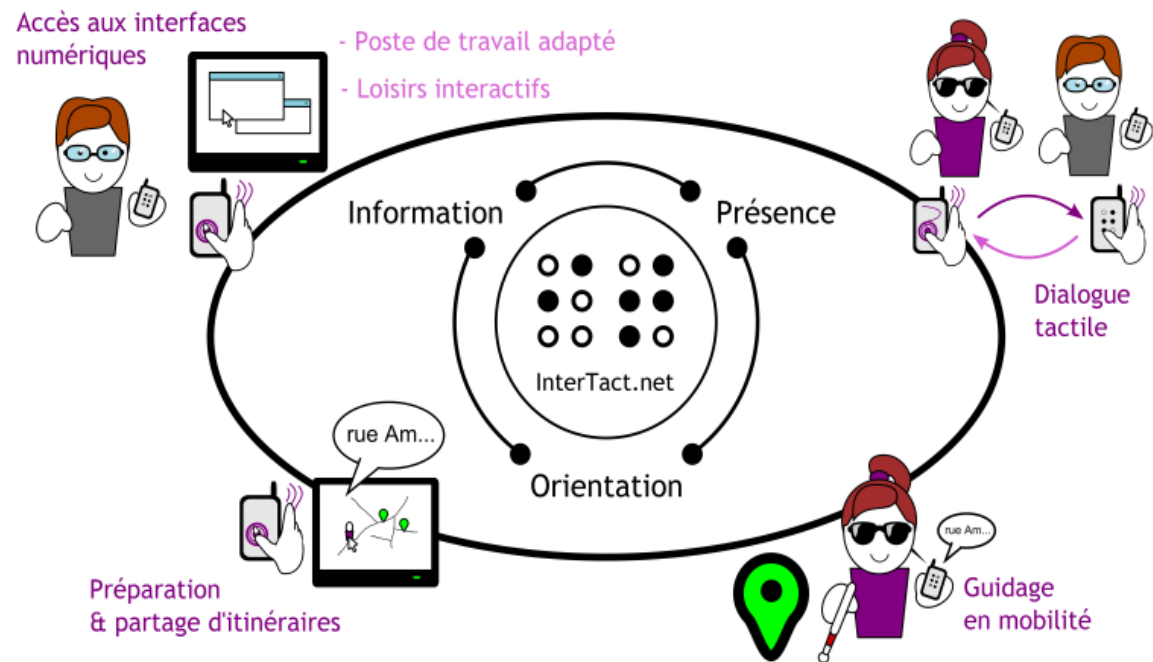 Accès aux interfaces
numériques
- Poste de travail adapté
- Loisirs interactifs
Information
Présence
InterTact.net
Orientation
Dialogue
tactile
rue Am...
Préparation
& partage d'itinéraires
rue Am...
Guidage
en mobilité